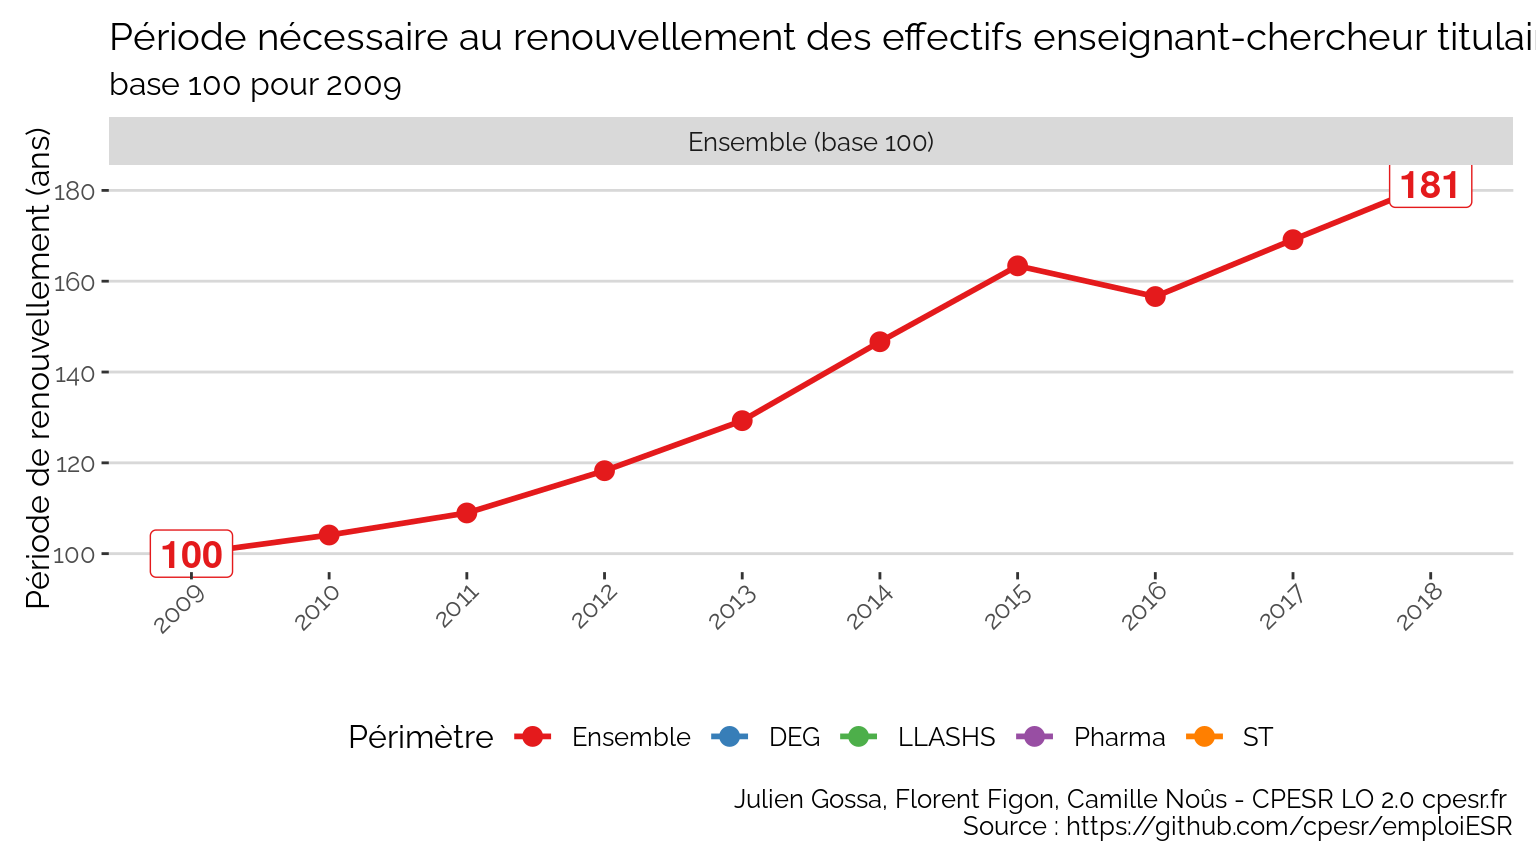 Période nécessaire au renouvellement des effectifs enseignant-chercheur
base 100 pour 2009
Ensemble (base 100)
Période de renouvellement (ans)
180
160
140
120
100
181
100
2009 2010 2011 2012 2013 2014 2015 2016 2017 2018
Périmètre Ensemble DEG LLASHS Pharma ST
Julien Gossa, Florent Figon, Camille Noûs - CPESR LO 2.0 cpesr.fr
Source : https://github.com/cpesr/emploiESR